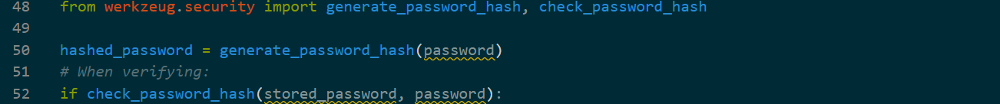 48 from werkzeug.security import generate_password_hash, check_password_hash
49
50 hashed_password = generate_password_hash(password)
51 # When verifying:
52 if check_password_hash(stored_password, password):